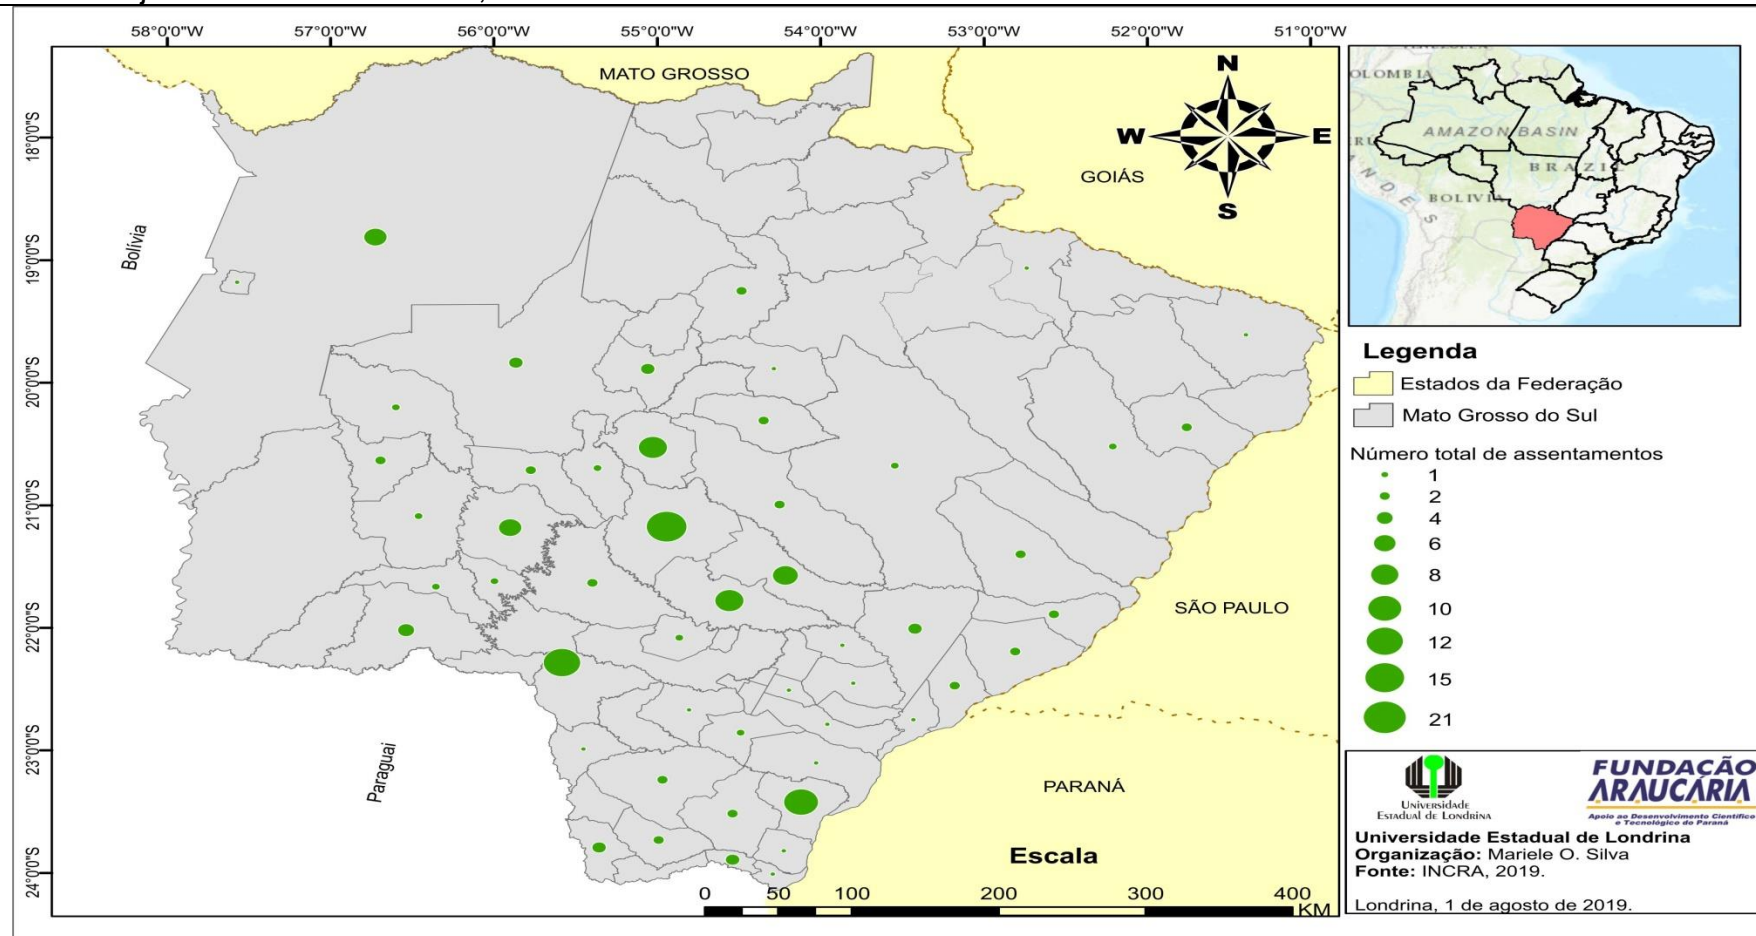 58°0'0"W 57°0'0"W 56°0'0"W 55°0'0"W 54°0'0"W 53°0'0"W 52°0'0"W 51°0'0"W
MATO GROSSO
N
W E
S
GOIÁS
18°0'0"S
19°0'0"S
20°0'0"S
21°0'0"S
22°0'0"S
23°0'0"S
24°0'0"S
Bolívia
Paraguai
SÃO PAULO
PARANÁ
Escala
0 50 100 200 300 400
KM
OLOMBIA
AMAZON BASIN
BRAZIL
BOLIVIA
ANDES
Legenda
Estados da Federação
Mato Grosso do Sul
Número total de assentamentos
1
2
4
6
8
10
12
15
21
UNIVERSIDADE
ESTADUAL DE LONDRINA
FUNDAÇÃO
ARAUCÁRIA
Apoio ao Desenvolvimento Científico
e Tecnológico do Paraná
Universidade Estadual de Londrina
Organização: Mariele O. Silva
Fonte: INCRA, 2019.
Londrina, 1 de agosto de 2019.